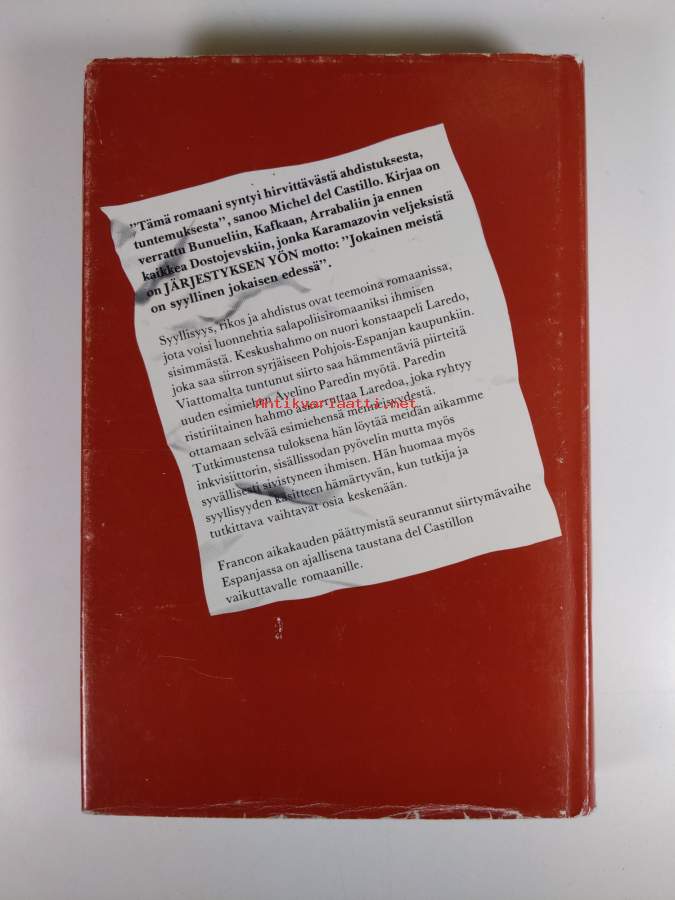 ”Tämä romaani syntyi hirvittävästä ahdistuksesta,
tuntemuksesta”, sanoo Michel del Castillo. Kirjaa on
verrattu Bunueliin, Kafkaan, Arrabaliin ja ennen
kaikkea Dostojevskiin, jonka Karamazovin veljeksistä
on JÄRJESTYKSEN YÖN motto: ”Jokainen meistä
on syyllinen jokaisen edessä”.
Syyllisyys, rikos ja ahdistus ovat teemoina romaanissa,
jota voisi luonnehtia salapoliisiromaaniksi ihmisen
sisimmästä. Keskushahmo on nuori konstaapeli Laredo,
joka saa siirron syrjäiseen Pohjois-Espanjan kaupunkiin.
Viattomalta tuntunut siirto saa hämmentäviä piirteitä
uuden esimiehen Avelino Paredin myötä. Paredin
ristiriitainen hahmo askarruttaa Laredoa, joka ryhtyy
ottamaan selvää esimiehensä menneisyydestä.
Tutkimustensa tuloksena hän löytää meidän aikamme
inkvisiittorin, sisällissodan pyövelin mutta myös
syvällisesti sivistyneen ihmisen. Hän huomaa myös
syyllisyyden käsitteen hämärtyvän, kun tutkija ja
tutkittava vaihtavat osia keskenään.
Francon aikakauden päättymistä seurannut siirtymävaihe
Espanjassa on ajallisena taustana del Castillon
vaikuttavalle romaanille.
Antikvariaatti.net